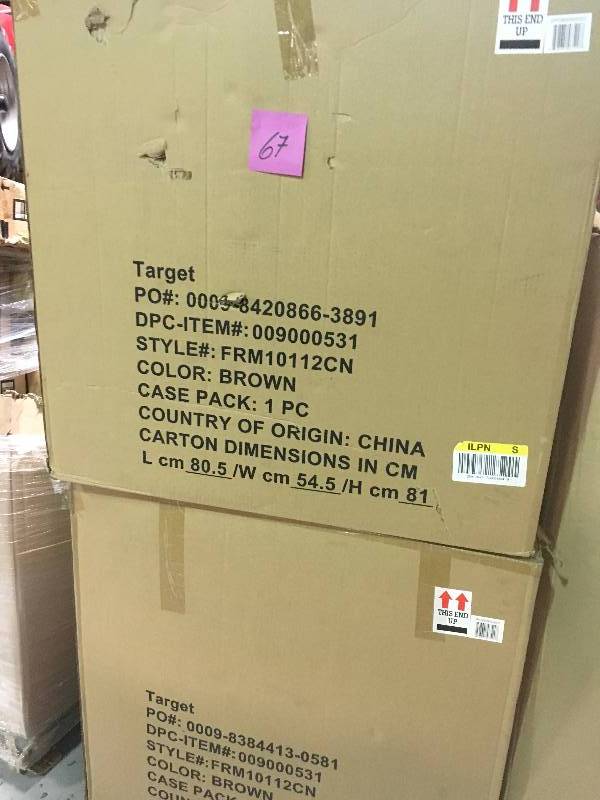 THIS END
UP
67
Target
PO#: 0009-8420866-3891
DPC-ITEM#: 009000531
STYLE#: FRM10112CN
COLOR: BROWN
CASE PACK: 1 PC
COUNTRY OF ORIGIN: CHINA
CARTON DIMENSIONS IN CM
L cm 80.5 /W cm 54.5 /H cm 81
ILPN S
THIS END
UP
Target
PO#: 0009-8384413-0581
DPC-ITEM#: 009000531
STYLE#: FRM10112CN
COLOR: BROWN
CASE PACK